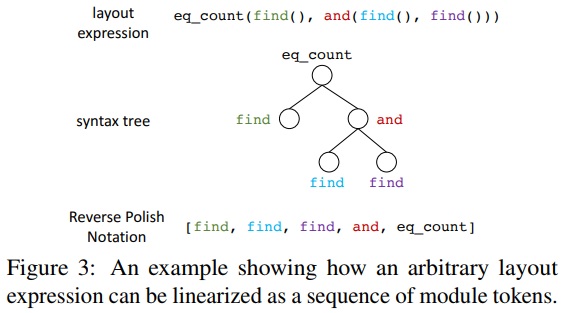 layout
expression
eq_count(find(), and(find(), find()))
eq_count
syntax tree
find
and
find find
Reverse Polish
Notation
[find, find, find, and, eq_count]
Figure 3: An example showing how an arbitrary layout
expression can be linearized as a sequence of module tokens.